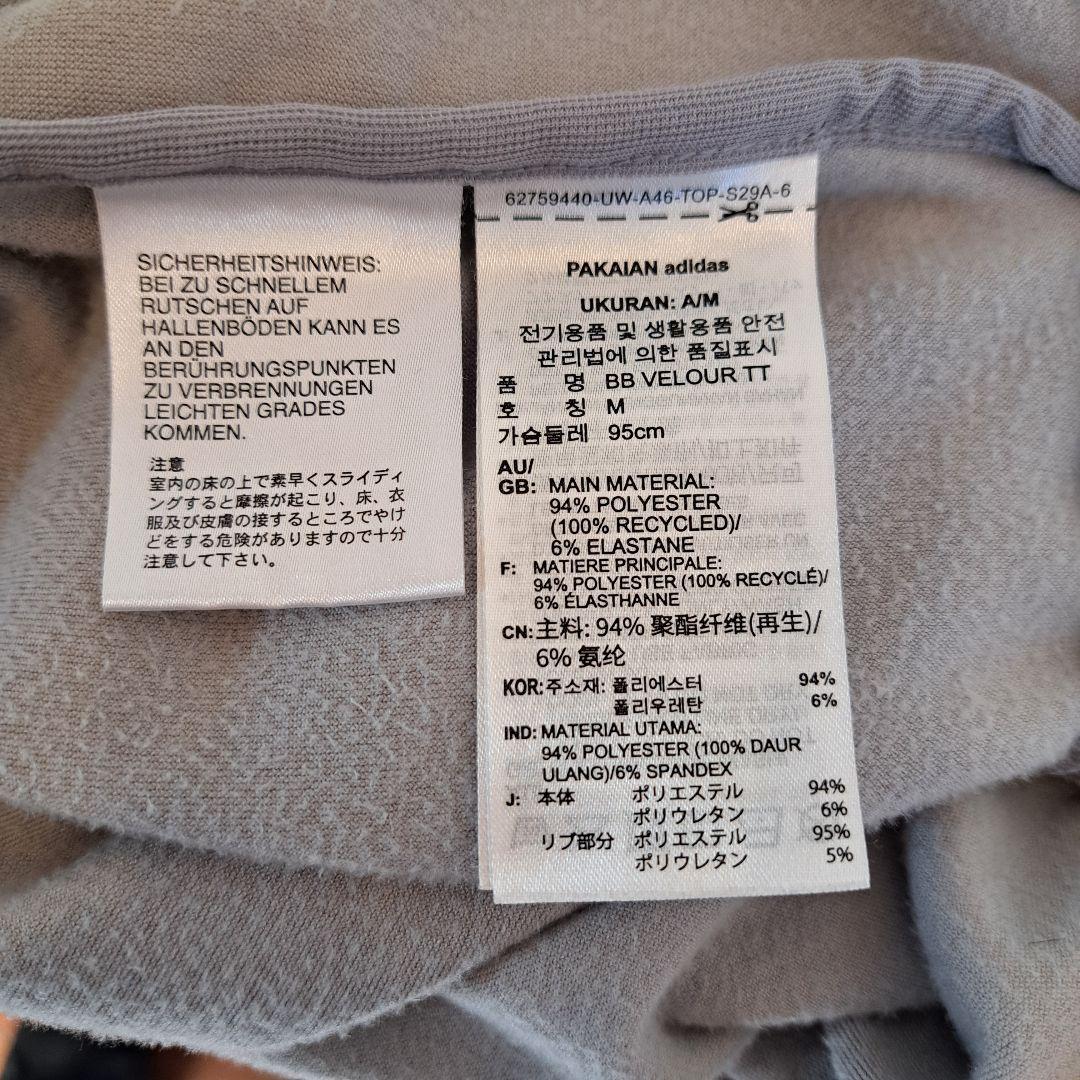 SICHERHEITSHINWEIS:
BEI ZU SCHNELLEM
RUTSCHEN AUF
HALLENBÖDEN KANN ES
AN DEN
BERÜHRUNGSPUNKTEN
ZU VERBRENNUNGEN
LEICHTEN GRADES
KOMMEN.
注意
室内の床の上で素早くスライディ
ングすると摩擦が起こり、床、衣
服及び皮膚の接するところでやけ
どをする危険がありますので十分
注意して下さい。
62759440-UW-A46-TOP-S29A-6
PAKAIAN adidas
UKURAN: A/M
전기용품 및 생활용품 안전
관리법에 의한 품질표시
품 명 BB VELOUR TT
호 칭 M
가슴둘레 95cm
AU/
GB: MAIN MATERIAL:
94% POLYESTER
(100% RECYCLED)/
6% ELASTANE
F: MATIERE PRINCIPALE:
94% POLYESTER (100% RECYCLÉ)/
6% ÉLASTHANNE
CN: 主料: 94% 聚酯纤维(再生)/
6% 氨纶
KOR: 주소재: 폴리에스터 94%
폴리우레탄 6%
IND: MATERIAL UTAMA:
94% POLYESTER (100% DAUR
ULANG)/6% SPANDEX
J: 本体 ポリエステル 94%
ポリウレタン 6%
リブ部分 ポリエステル 95%
ポリウレタン 5%